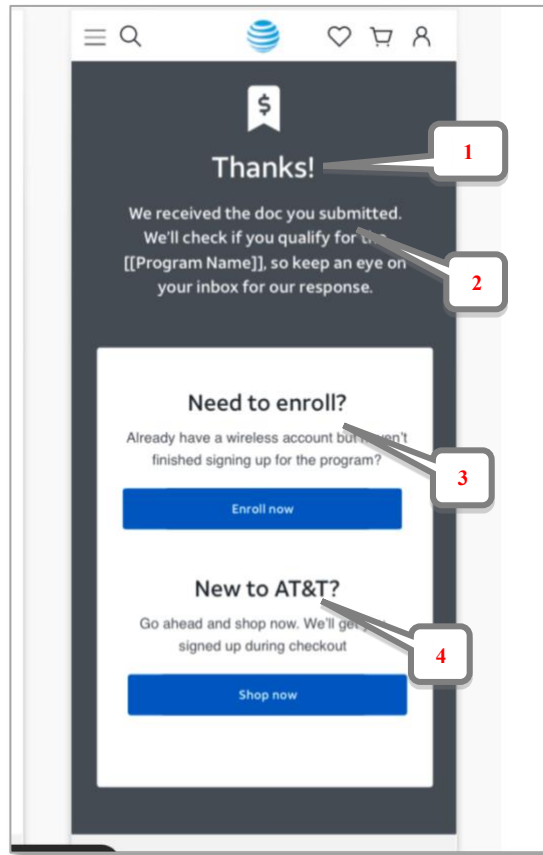 Thanks!
1
We received the doc you submitted.
We'll check if you qualify for the
[[Program Name]], so keep an eye on
your inbox for our response.
2
Need to enroll?
Already have a wireless account but haven't
finished signing up for the program?
3
Enroll now
New to AT&T?
Go ahead and shop now. We'll get
signed up during checkout
4
Shop now